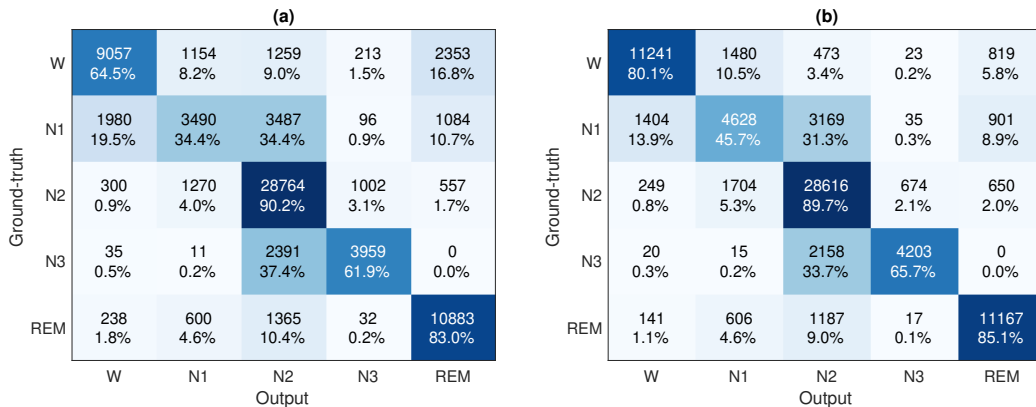 (a)
Ground-truth
W
9057 1154 1259 213 2353
64.5% 8.2% 9.0% 1.5% 16.8%
N1
1980 3490 3487 96 1084
19.5% 34.4% 34.4% 0.9% 10.7%
N2
300 1270 28764 1002 557
0.9% 4.0% 90.2% 3.1% 1.7%
N3
35 11 2391 3959 0
0.5% 0.2% 37.4% 61.9% 0.0%
REM
238 600 1365 32 10883
1.8% 4.6% 10.4% 0.2% 83.0%
W N1 N2 N3 REM
Output
(b)
Ground-truth
W
11241 1480 473 23 819
80.1% 10.5% 3.4% 0.2% 5.8%
N1
1404 4628 3169 35 901
13.9% 45.7% 31.3% 0.3% 8.9%
N2
249 1704 28616 674 650
0.8% 5.3% 89.7% 2.1% 2.0%
N3
20 15 2158 4203 0
0.3% 0.2% 33.7% 65.7% 0.0%
REM
141 606 1187 17 11167
1.1% 4.6% 9.0% 0.1% 85.1%
W N1 N2 N3 REM
Output